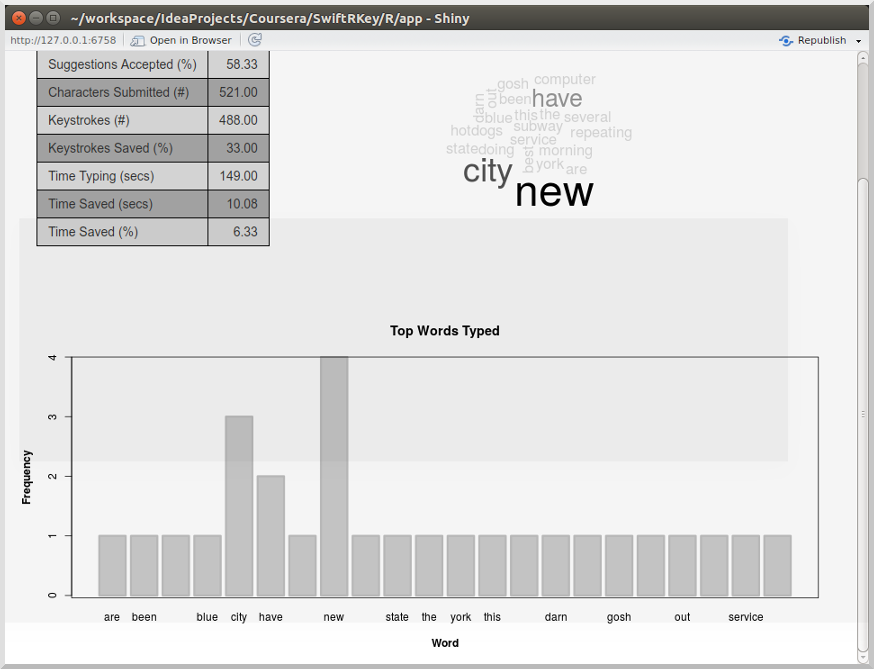 ~/workspace/IdeaProjects/Coursera/SwiftRKey/R/app - Shiny
http://127.0.0.1:6758 Open in Browser Republish
Suggestions Accepted (%) 58.33
Characters Submitted (#) 521.00
Keystrokes (#) 488.00
Keystrokes Saved (%) 33.00
Time Typing (secs) 149.00
Time Saved (secs) 10.08
Time Saved (%) 6.33
gosh computer
darn out been have
blue this the several
hotdogs subway repeating
service
state doing best morning
city york are
new
Top Words Typed
Frequency
4
3
2
1
0
are been blue city have new state the york this darn gosh out service
Word